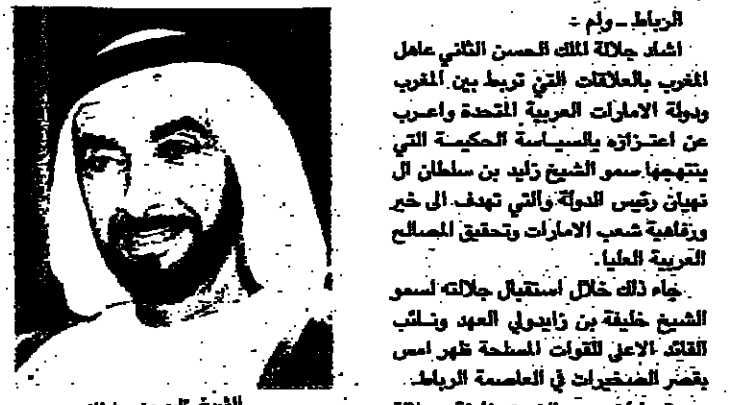 الرباط ـ وام :
اشاد جلالة الملك الحسن الثاني عاهل
المغرب بالعلاقات التي تربط بين المغرب
ودولة الامارات العربية المتحدة واعرب
عن اعتزازه بالسياسة الحكيمة التي
ينتهجها سمو الشيخ زايد بن سلطان ال
نهيان رئيس الدولة والتي تهدف الى خير
ورفاهية شعب الامارات وتحقيق المصالح
العربية العليا.
جاء ذلك خلال استقبال جلالته لسمو
الشيخ خليفة بن زايد ولي العهد ونائب
القائد الاعلى للقوات المسلحة ظهر امس
بقصر الصخيرات في العاصمة الرباط.
الشيخ